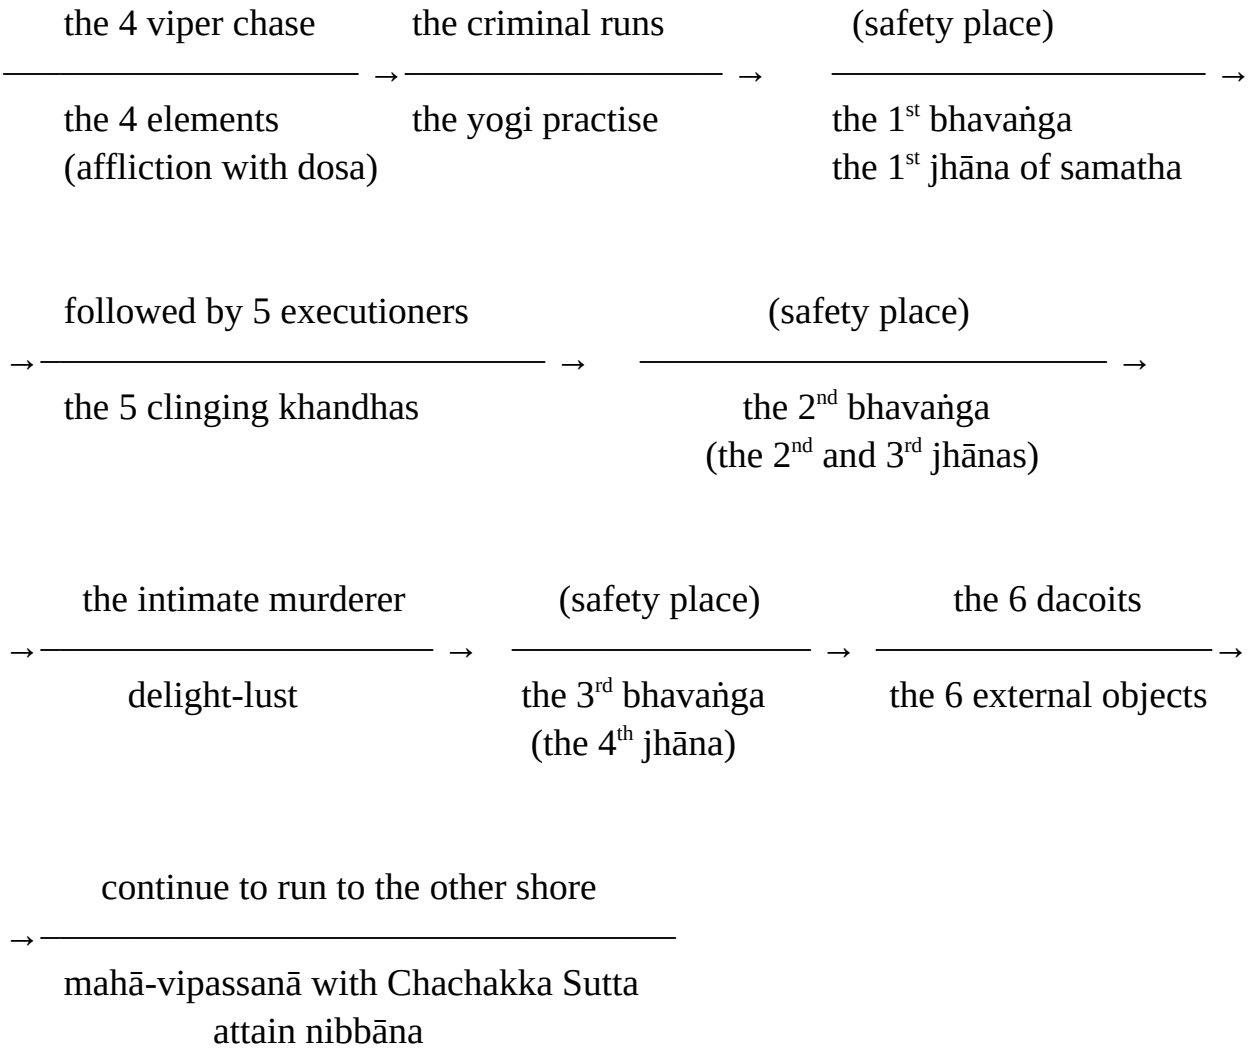 the 4 viper chase the criminal runs (safety place)
→ → →
the 4 elements the yogi practise the 1st bhavaṅga
(affliction with dosa) the 1st jhāna of samatha
followed by 5 executioners (safety place)
→ → →
the 5 clinging khandhas the 2nd bhavaṅga
(the 2nd and 3rd jhānas)
the intimate murderer (safety place) the 6 dacoits
→ → → →
delight-lust the 3rd bhavaṅga the 6 external objects
(the 4th jhāna)
continue to run to the other shore
→
mahā-vipassanā with Chachakka Sutta
attain nibbāna